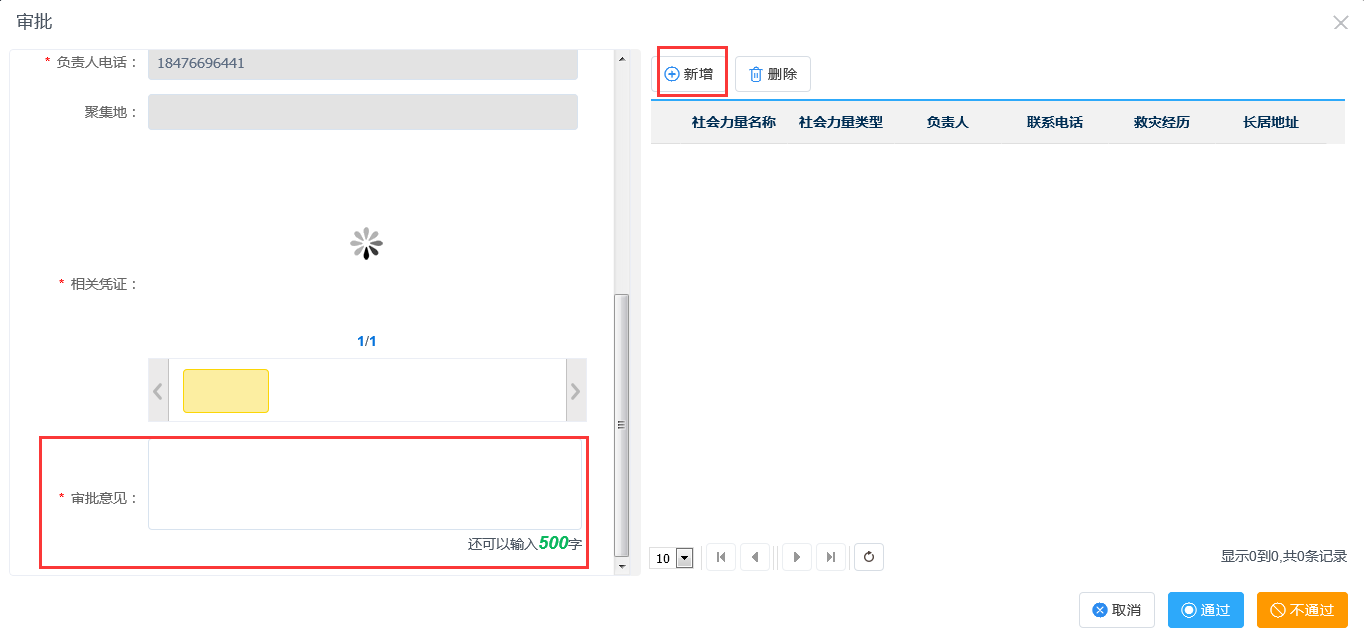 审批
* 负责人电话： 18476696441
聚集地：
* 相关凭证：
1/1
* 审批意见：
还可以输入500字
新增 删除
社会力量名称 社会力量类型 负责人 联系电话 救灾经历 长居地址
10
显示0到0,共0条记录
取消 通过 不通过